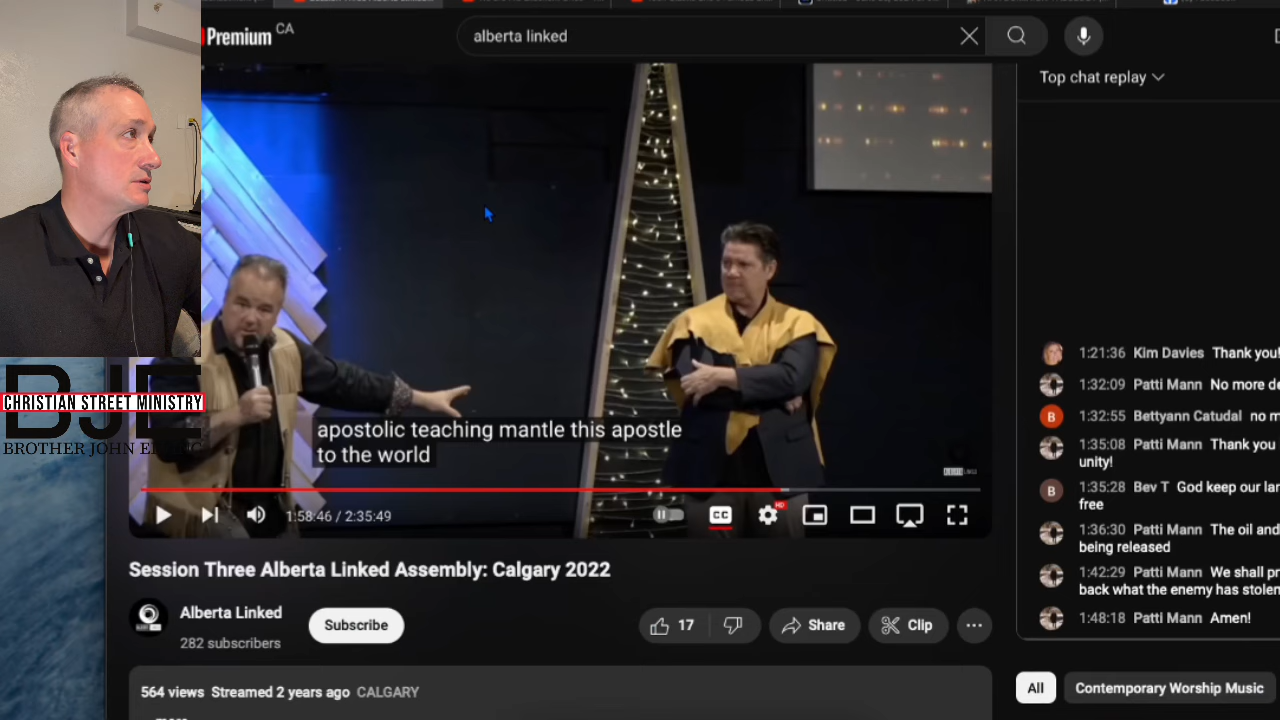 Premium CA
alberta linked
Top chat replay
apostolic teaching mantle this apostle
to the world
1:58:46 / 2:35:49
CC
HD
BJE
CHRISTIAN STREET MINISTRY
BROTHER JOHN
Session Three Alberta Linked Assembly: Calgary 2022
Alberta Linked
282 subscribers
Subscribe
17
Share
Clip
564 views Streamed 2 years ago CALGARY
1:21:36 Kim Davies Thank you!
1:32:09 Patti Mann No more de
1:32:55 Bettyann Catudal no m
1:35:08 Patti Mann Thank you
unity!
1:35:28 Bev T God keep our lan
free
1:36:30 Patti Mann The oil and
being released
1:42:29 Patti Mann We shall pr
back what the enemy has stolen
1:48:18 Patti Mann Amen!
All
Contemporary Worship Music